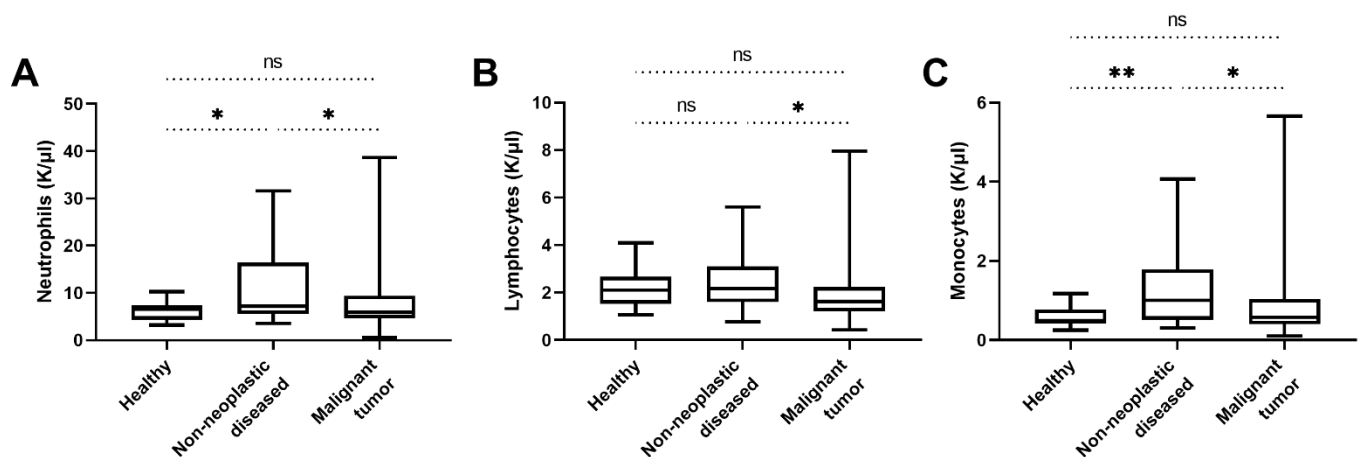 A
ns
*
*
Neutrophils (K/µl)
50
40
30
20
10
0
Healthy
Non-neoplastic
diseased
Malignant
tumor
B
ns
ns
*
Lymphocytes (K/µl)
10
8
6
4
2
0
Healthy
Non-neoplastic
diseased
Malignant
tumor
C
ns
**
*
Monocytes (K/µl)
6
4
2
0
Healthy
Non-neoplastic
diseased
Malignant
tumor